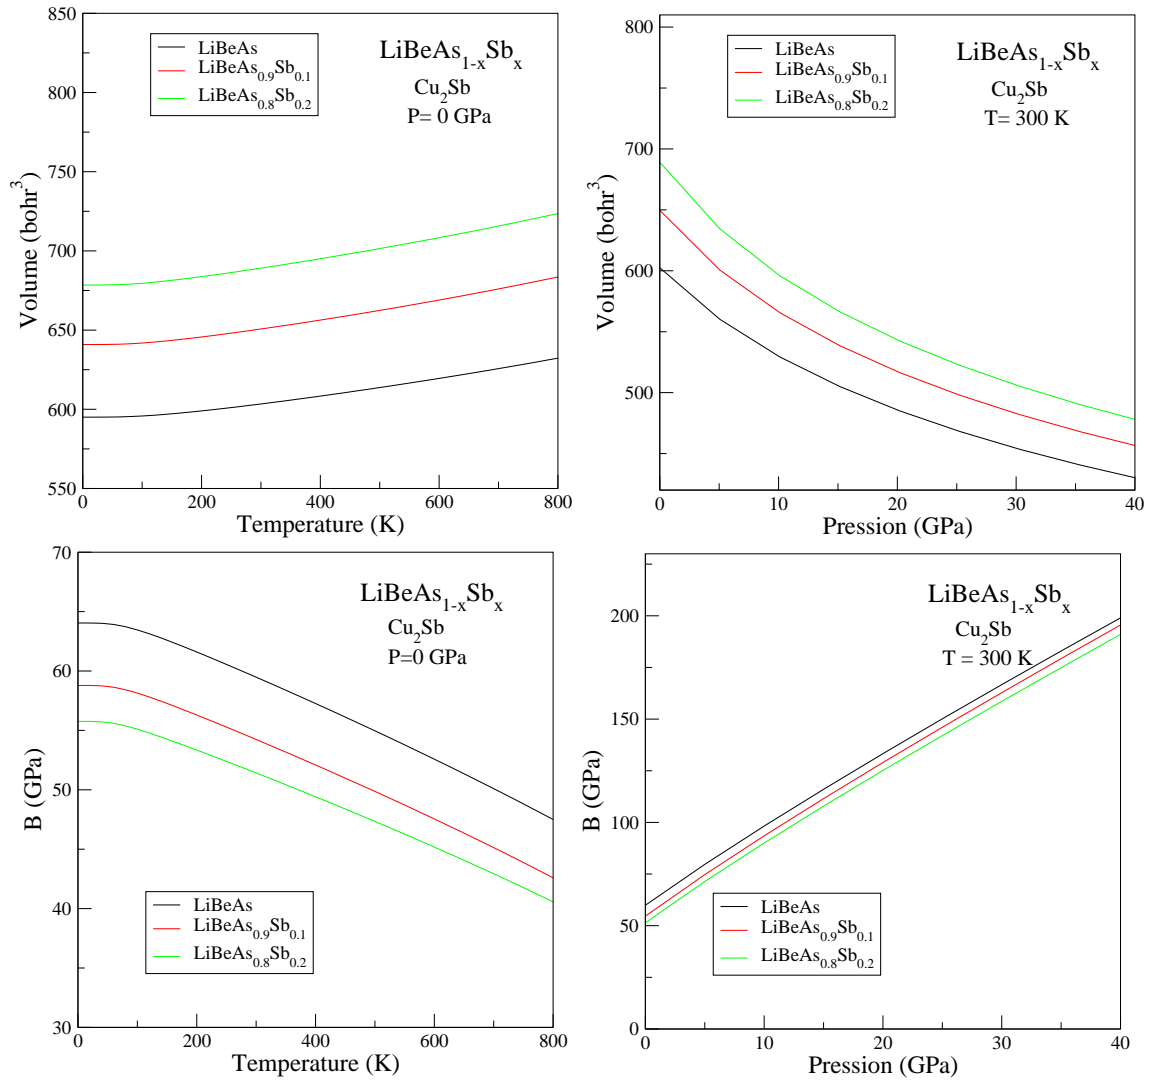 850
800
750
700
650
600
550
Volume (bohr³)
0
200
400
600
800
Temperature (K)
LiBeAs
LiBeAs₀.₉Sb₀.₁
LiBeAs₀.₈Sb₀.₂
LiBeAs₁₋ₓSbₓ
Cu₂Sb
P= 0 GPa
800
700
600
500
Volume (bohr³)
0
10
20
30
40
Pression (GPa)
LiBeAs
LiBeAs₀.₉Sb₀.₁
LiBeAs₀.₈Sb₀.₂
LiBeAs₁₋ₓSbₓ
Cu₂Sb
T= 300 K
70
60
50
40
30
B (GPa)
0
200
400
600
800
Temperature (K)
LiBeAs₁₋ₓSbₓ
Cu₂Sb
P=0 GPa
LiBeAs
LiBeAs₀.₉Sb₀.₁
LiBeAs₀.₈Sb₀.₂
200
150
100
50
0
B (GPa)
0
10
20
30
40
Pression (GPa)
LiBeAs₁₋ₓSbₓ
Cu₂Sb
T = 300 K
LiBeAs
LiBeAs₀.₉Sb₀.₁
LiBeAs₀.₈Sb₀.₂